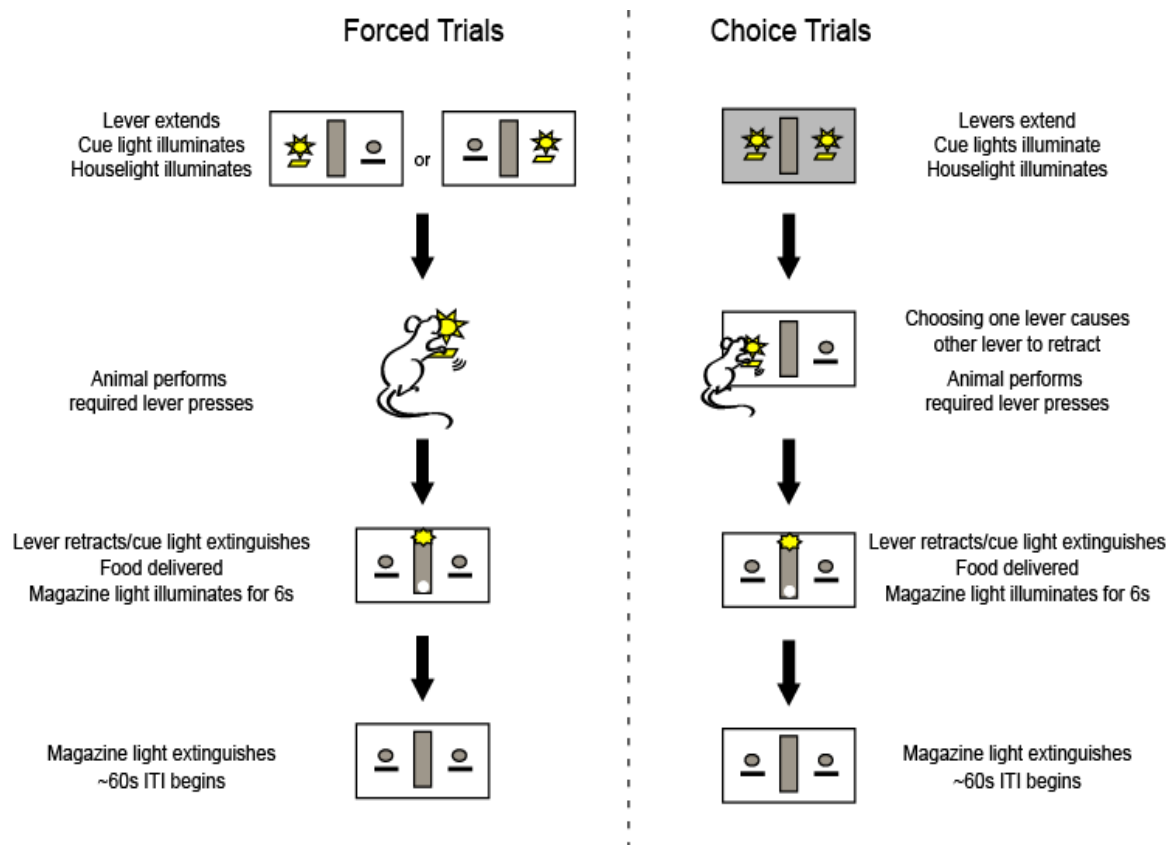 Forced Trials
Lever extends
Cue light illuminates
Houselight illuminates
or
Animal performs
required lever presses
Lever retracts/cue light extinguishes
Food delivered
Magazine light illuminates for 6s
Magazine light extinguishes
~60s ITI begins
Choice Trials
Levers extend
Cue lights illuminate
Houselight illuminates
Choosing one lever causes
other lever to retract
Animal performs
required lever presses
Lever retracts/cue light extinguishes
Food delivered
Magazine light illuminates for 6s
Magazine light extinguishes
~60s ITI begins